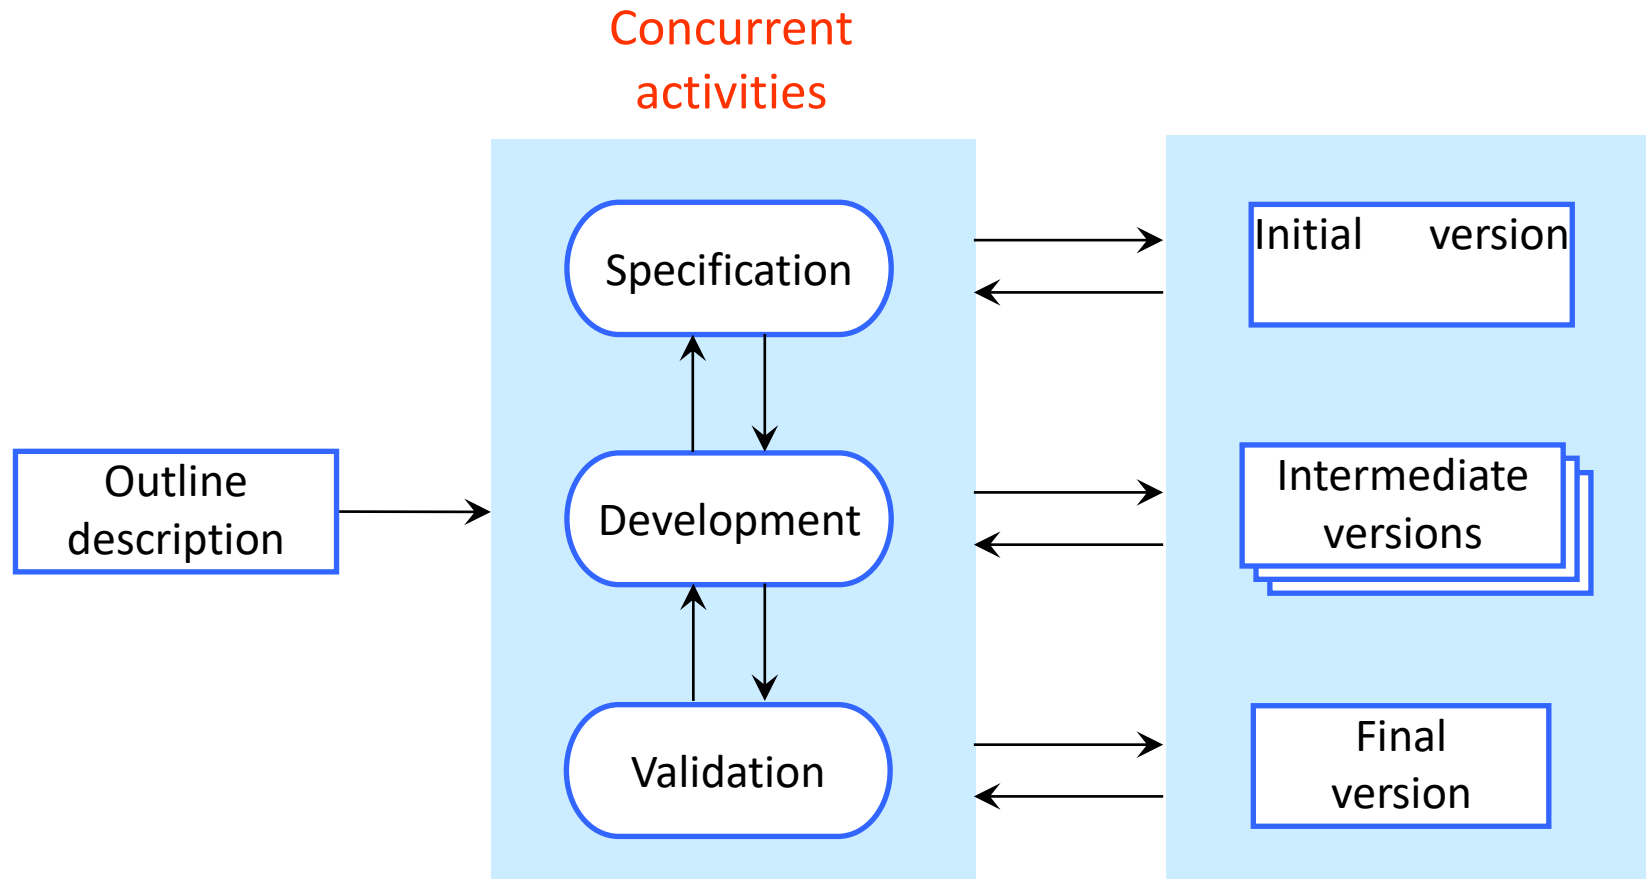 Concurrent
activities
Specification
Initial version
Outline
description
Development
Intermediate
versions
Validation
Final
version